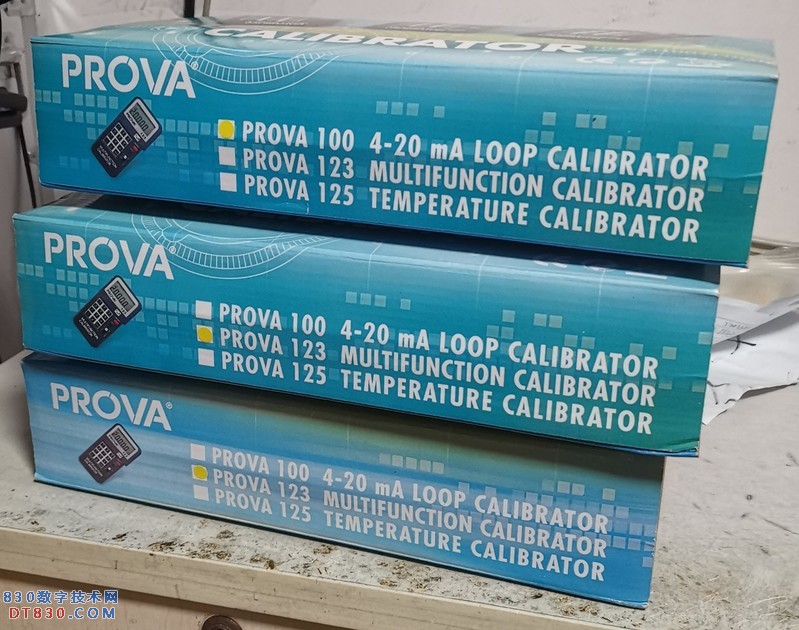 CALIBRATOR
PROVA®
PROVA 100 4-20 mA LOOP CALIBRATOR
PROVA 123 MULTIFUNCTION CALIBRATOR
PROVA 125 TEMPERATURE CALIBRATOR
PROVA®
PROVA 100 4-20 mA LOOP CALIBRATOR
PROVA 123 MULTIFUNCTION CALIBRATOR
PROVA 125 TEMPERATURE CALIBRATOR
PROVA®
PROVA 100 4-20 mA LOOP CALIBRATOR
PROVA 123 MULTIFUNCTION CALIBRATOR
PROVA 125 TEMPERATURE CALIBRATOR
830数字技术网
DT830.COM